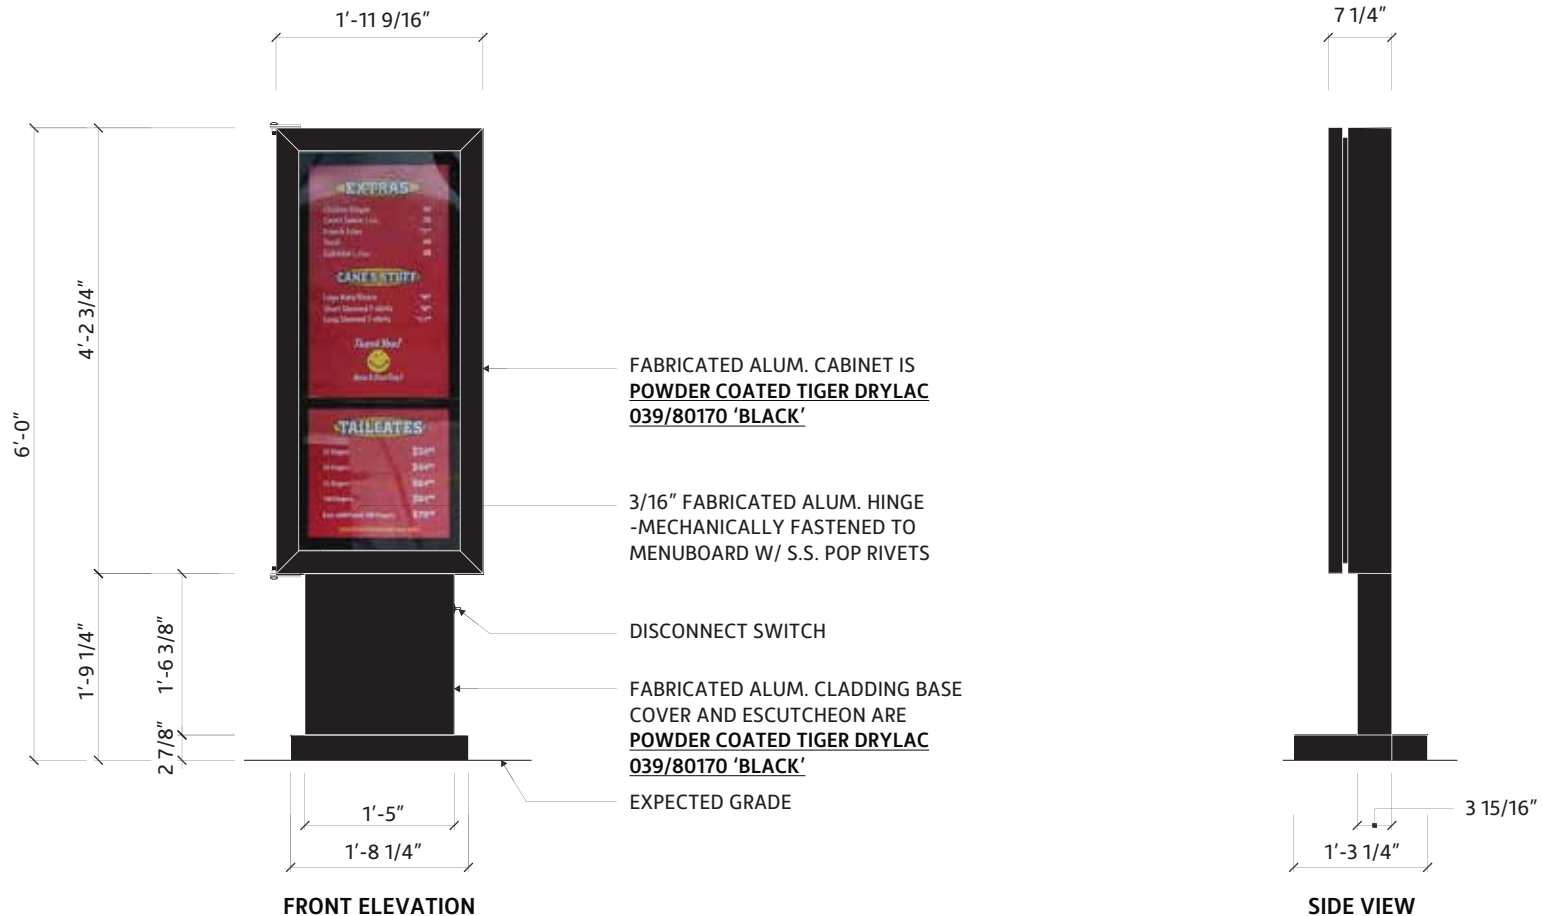 1'-11 9/16"
7 1/4"
6'-0"
4'-2 3/4"
1'-9 1/4"
1'-6 3/8"
2 7/8"
EXTRAS
CANE'S STUFF
Thank You!
TAILGATES
FABRICATED ALUM. CABINET IS
POWDER COATED TIGER DRYLAC
039/80170 'BLACK'
3/16" FABRICATED ALUM. HINGE
-MECHANICALLY FASTENED TO
MENUBOARD W/ S.S. POP RIVETS
DISCONNECT SWITCH
FABRICATED ALUM. CLADDING BASE
COVER AND ESCUTCHEON ARE
POWDER COATED TIGER DRYLAC
039/80170 'BLACK'
EXPECTED GRADE
1'-5"
1'-8 1/4"
FRONT ELEVATION
3 15/16"
1'-3 1/4"
SIDE VIEW